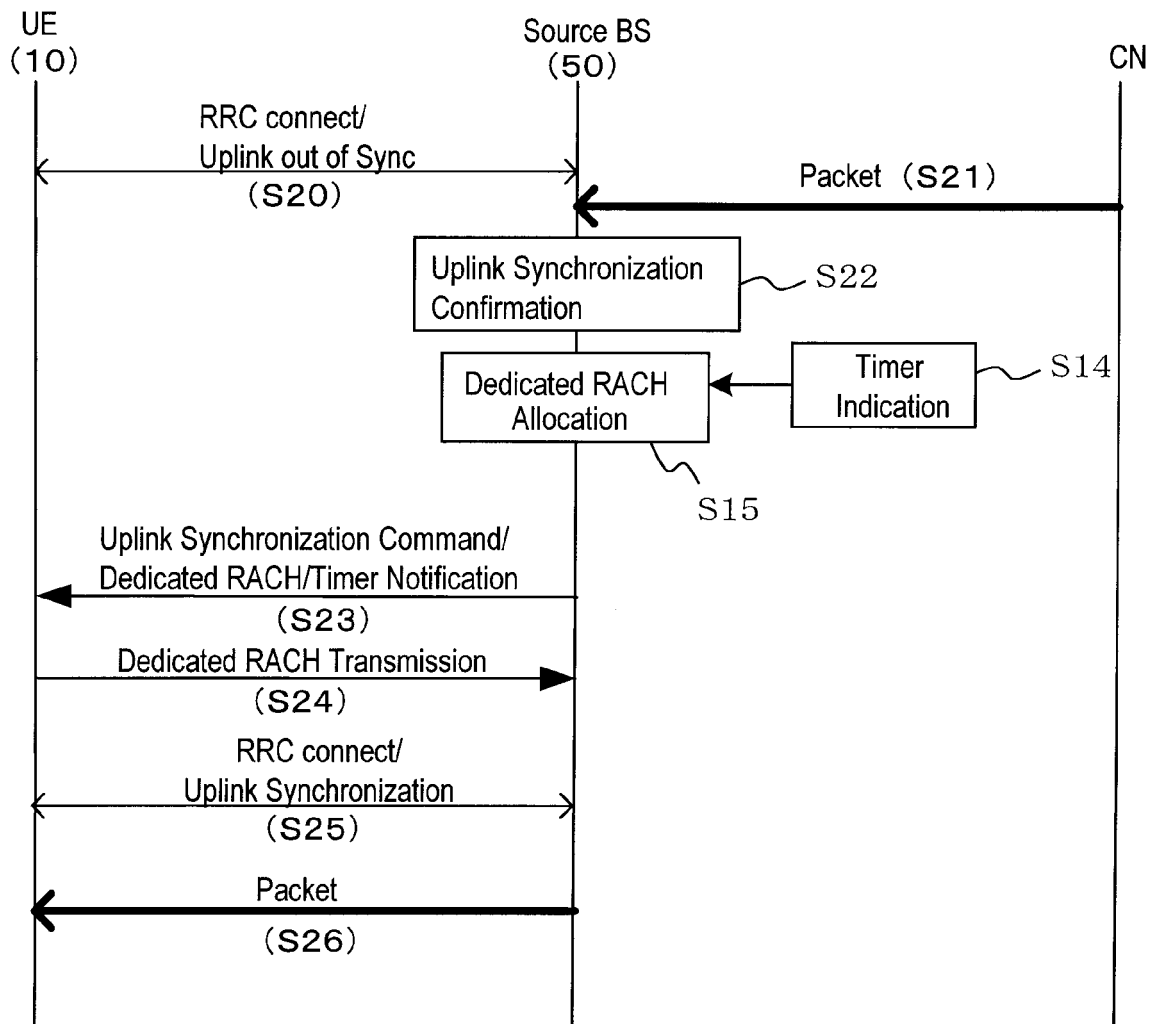 UE
(10)
Source BS
(50)
CN
RRC connect/
Uplink out of Sync
(S20)
Packet (S21)
Uplink Synchronization
Confirmation
S22
Dedicated RACH
Allocation
Timer
Indication
S14
S15
Uplink Synchronization Command/
Dedicated RACH/Timer Notification
(S23)
Dedicated RACH Transmission
(S24)
RRC connect/
Uplink Synchronization
(S25)
Packet
(S26)